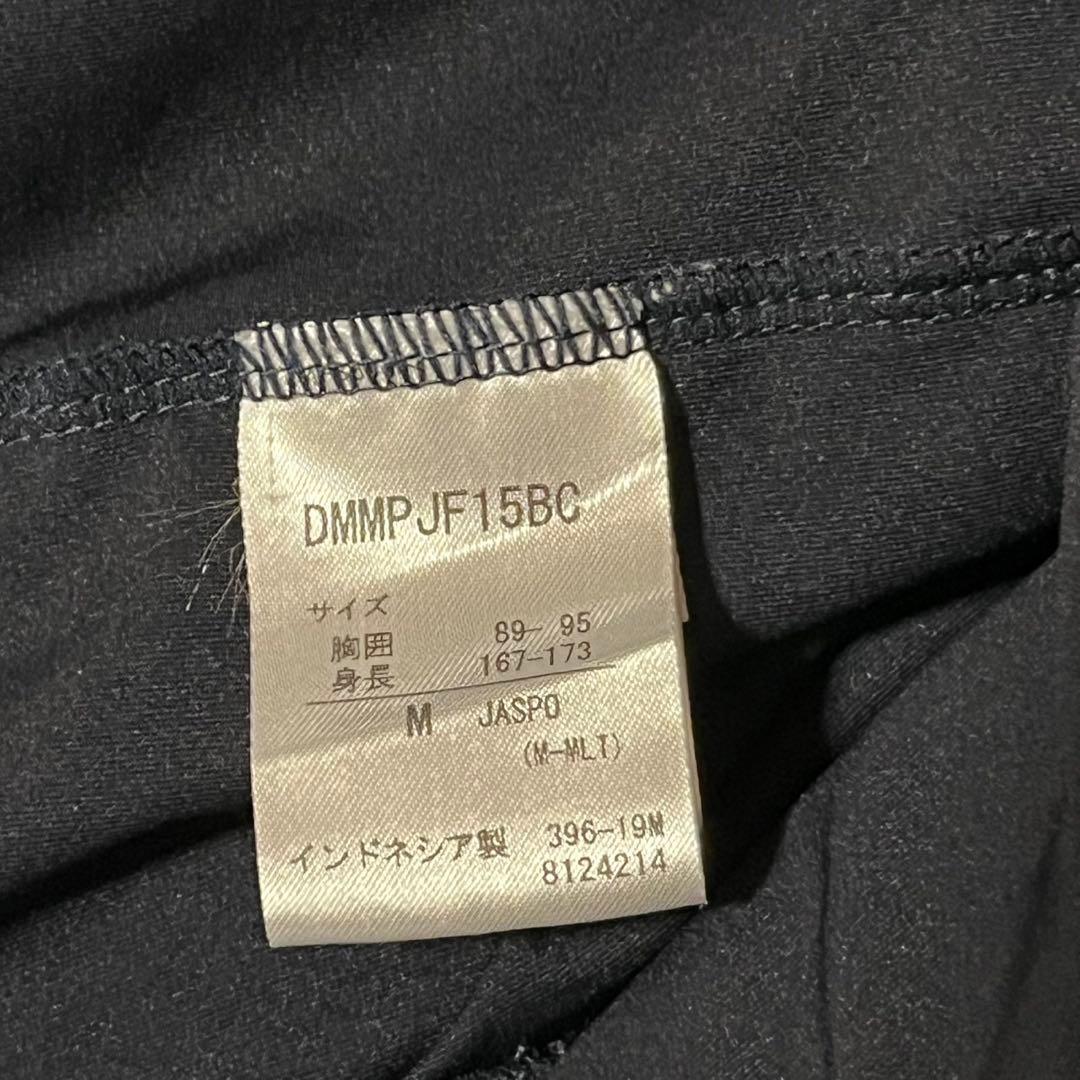 DMMPJF15BC
サイズ
胸囲 89- 95
身長 167-173
M JASPO
(M-MLT)
インドネシア製 396-19M
8124214